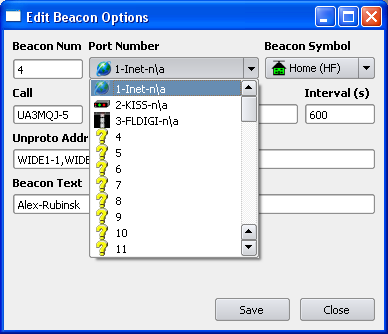 Edit Beacon Options
Beacon Num Port Number Beacon Symbol
4 1-Inet-n\a Home (HF)
1-Inet-n\a
Call Interval (s)
2-KISS-n\a
UA3MQJ-5 600
3-FLDIGI-n\a
Unproto Addr 4
5
WIDE1-1,WIDE 6
Beacon Text 7
8
Alex-Rubinsk 9
10
11
Save Close